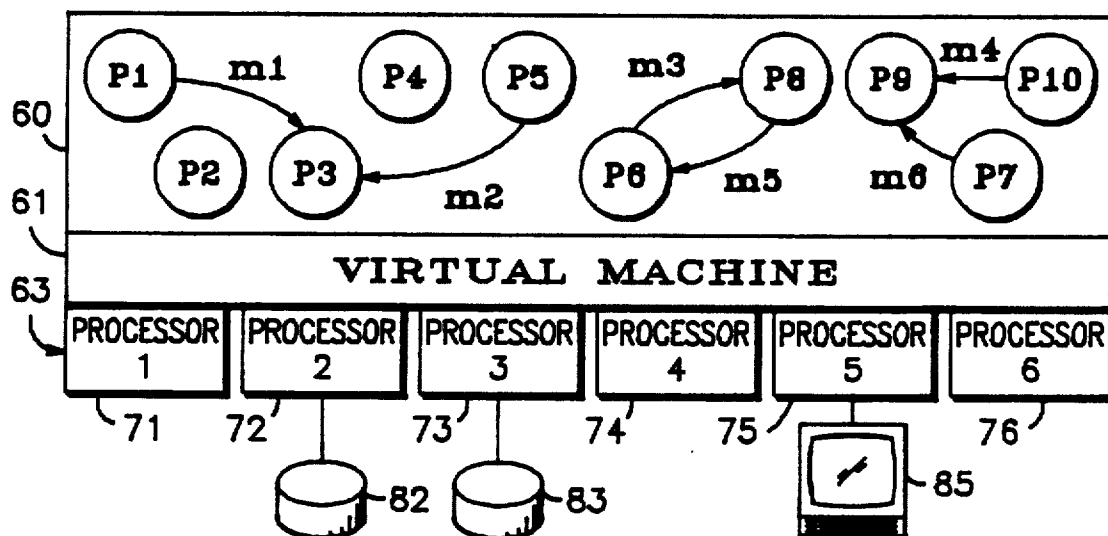 P1 m1 P4 P5 m3 P8 P9 m4 P10
60
P2 P3 m2 P6 m5 m6 P7
61
VIRTUAL MACHINE
63
PROCESSOR 1
PROCESSOR 2
PROCESSOR 3
PROCESSOR 4
PROCESSOR 5
PROCESSOR 6
71 72 73 74 75 76
82 83 85